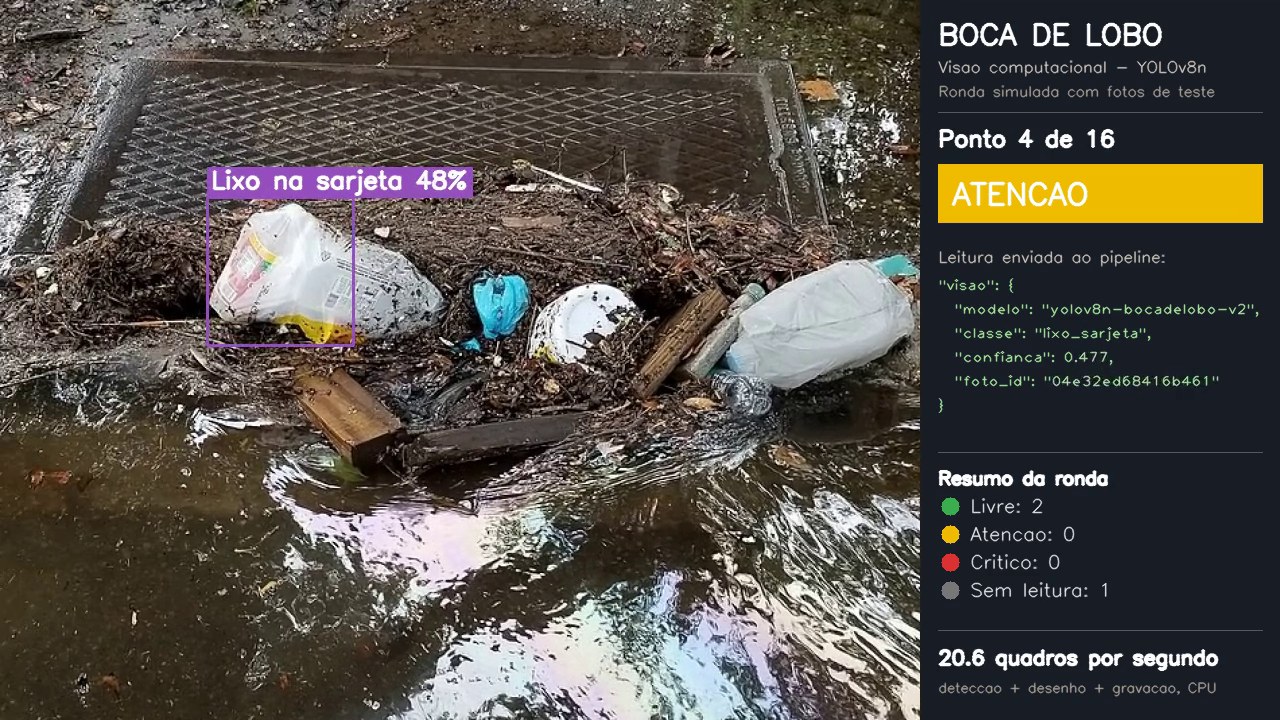 BOCA DE LOBO
Visao computacional - YOLOv8n
Ronda simulada com fotos de teste
Ponto 4 de 16
ATENCAO
Lixo na sarjeta 48%
Leitura enviada ao pipeline:
"visao": {
"modelo": "yolov8n-bocadelobo-v2",
"classe": "lixo_sarjeta",
"confianca": 0.477,
"foto_id": "04e32ed68416b461"
}
Resumo da ronda
Livre: 2
Atencao: 0
Critico: 0
Sem leitura: 1
20.6 quadros por segundo
deteccao + desenho + gravacao, CPU